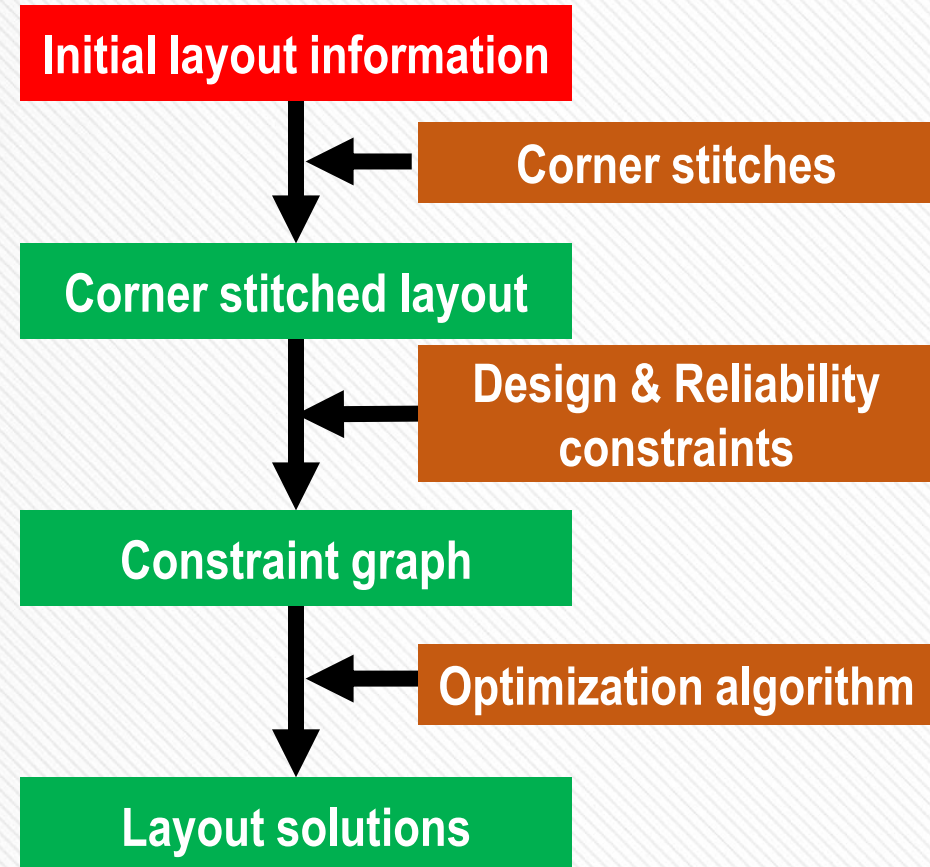 Initial layout information
Corner stitches
Corner stitched layout
Design & Reliability
constraints
Constraint graph
Optimization algorithm
Layout solutions